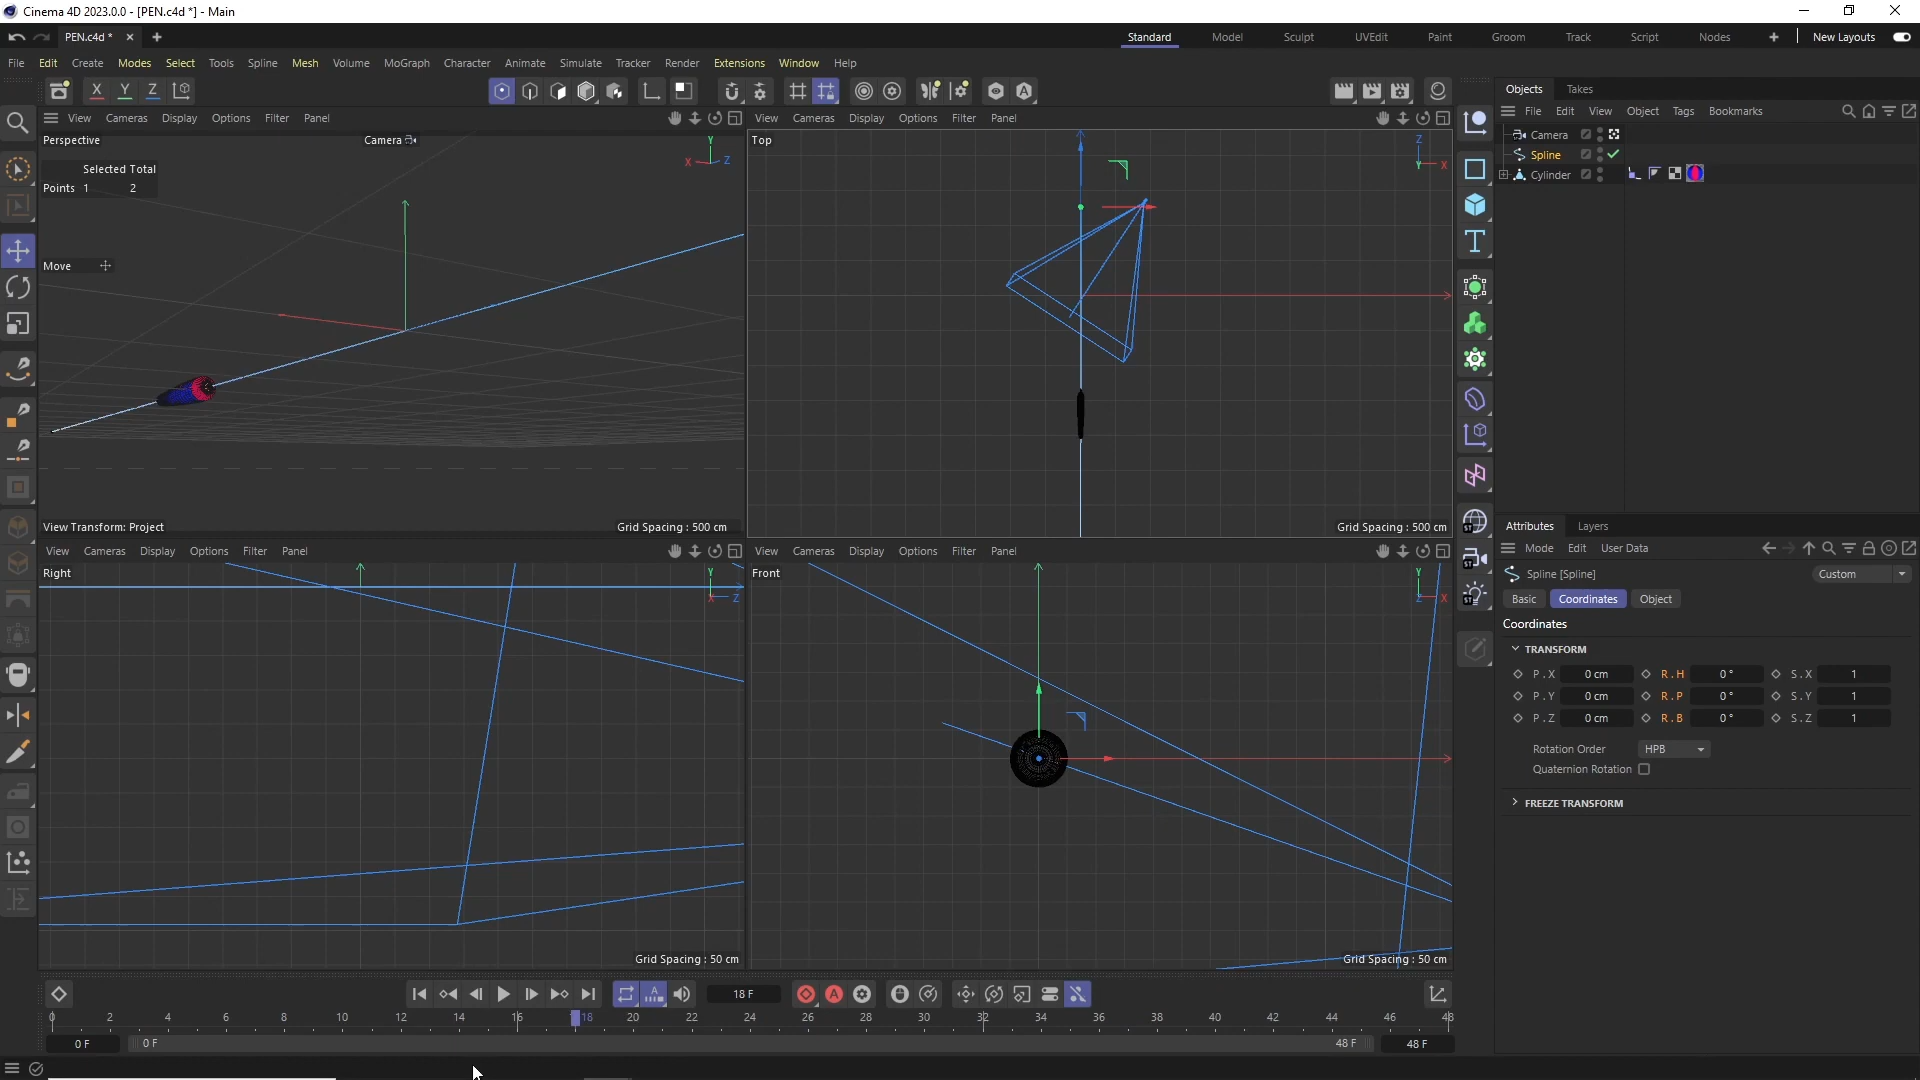 Cinema 4D 2023.0.0 - [PEN.c4d *] - Main
PEN.c4d *
Standard Model Sculpt UVEdit Paint Groom Track Script Nodes New Layouts
File Edit Create Modes Select Tools Spline Mesh Volume MoGraph Character Animate Simulate Tracker Render Extensions Window Help
X Y Z
Objects Takes
File Edit View Object Tags Bookmarks
Camera
Spline
Cylinder
View Cameras Display Options Filter Panel
Perspective
Camera
Selected Total
Points 1 2
Move
X Y Z
View Transform: Project
Grid Spacing : 500 cm
View Cameras Display Options Filter Panel
Top
Z Y X
Grid Spacing : 500 cm
View Cameras Display Options Filter Panel
Right
Y X Z
Grid Spacing : 50 cm
View Cameras Display Options Filter Panel
Front
Y Z X
Grid Spacing : 50 cm
ST
ST
ST
Attributes Layers
Mode Edit User Data
Spline [Spline]
Custom
Basic Coordinates Object
Coordinates
TRANSFORM
P . X 0 cm R . H 0 ° S . X 1
P . Y 0 cm R . P 0 ° S . Y 1
P . Z 0 cm R . B 0 ° S . Z 1
Rotation Order HPB
Quaternion Rotation
FREEZE TRANSFORM
18 F
0 2 4 6 8 10 12 14 16 18 20 22 24 26 28 30 32 34 36 38 40 42 44 46 48
0 F 0 F 48 F 48 F